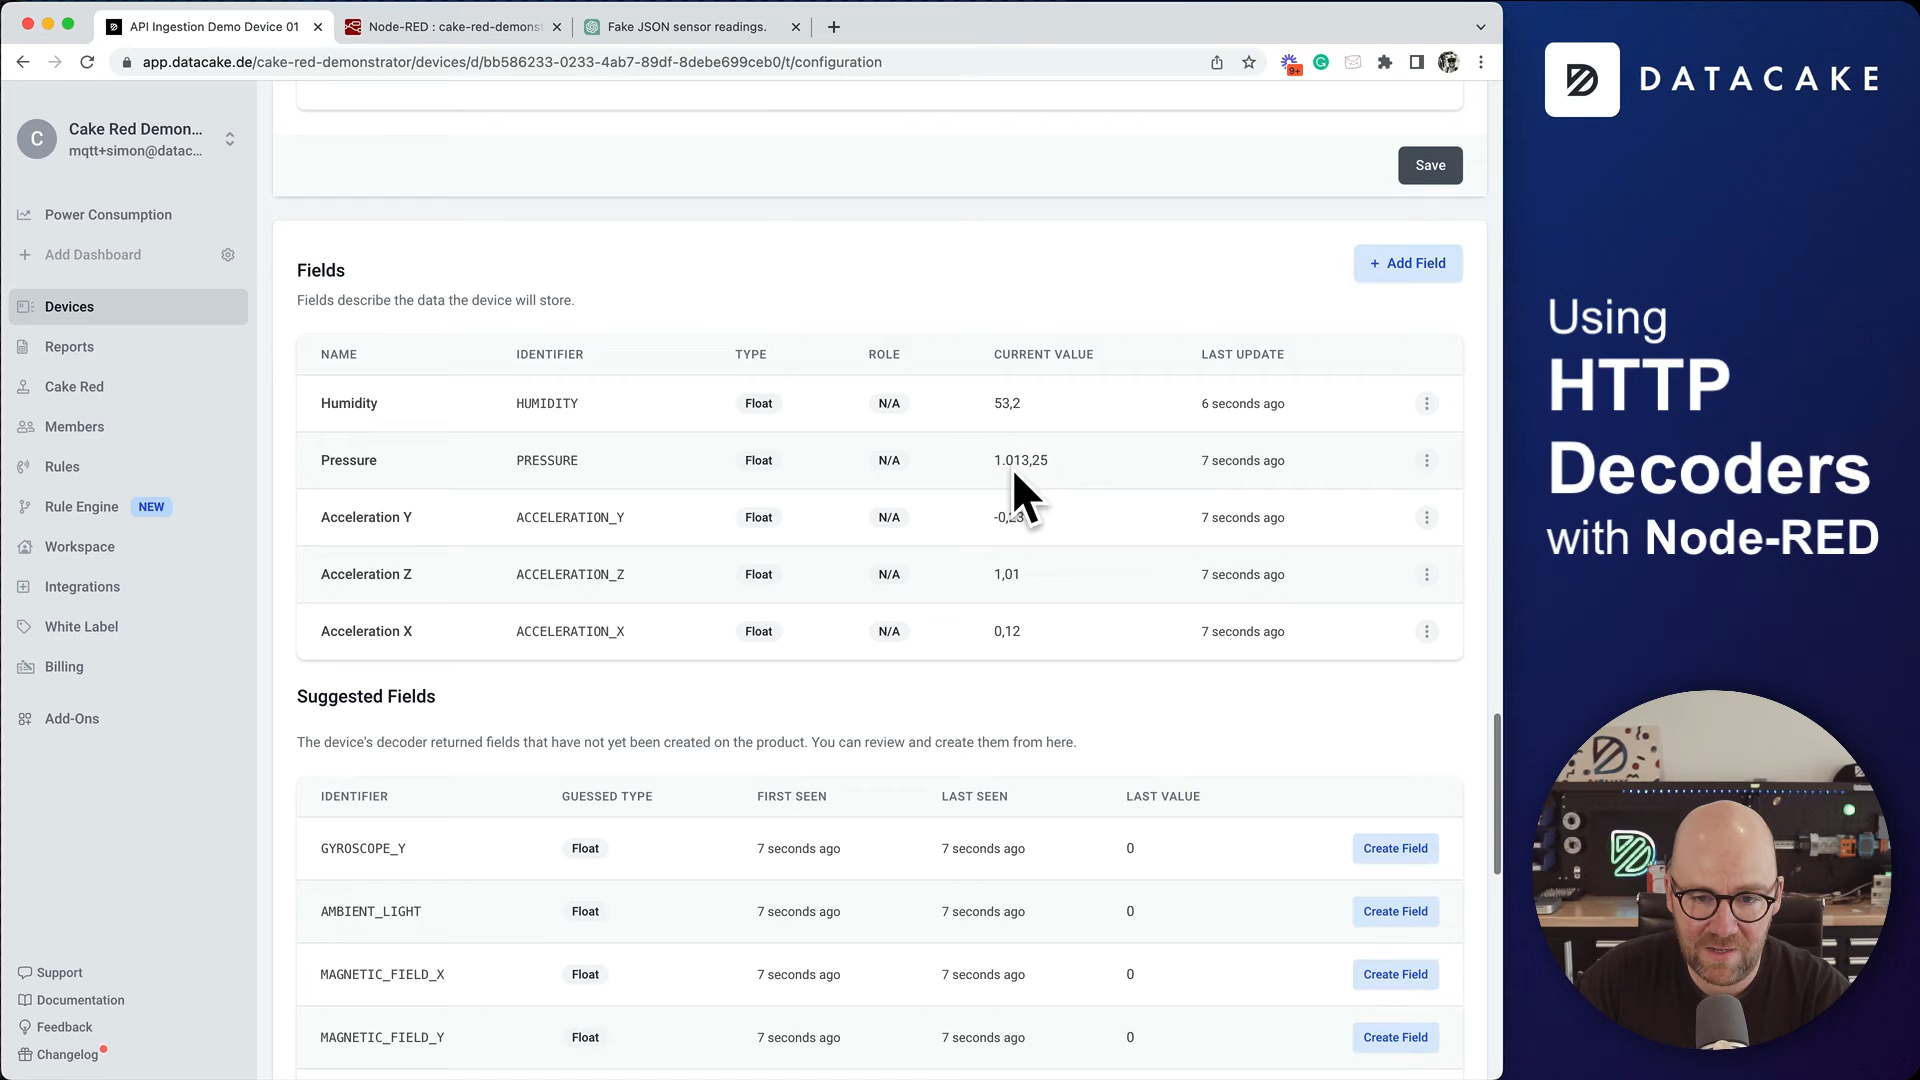 API Ingestion Demo Device 01
Node-RED : cake-red-demonst
Fake JSON sensor readings.
app.datacake.de/cake-red-demonstrator/devices/d/bb586233-0233-4ab7-89df-8debe699ceb0/t/configuration
9+
DATACAKE
C
Cake Red Demon...
mqtt+simon@datac...
Power Consumption
Add Dashboard
Devices
Reports
Cake Red
Members
Rules
Rule Engine NEW
Workspace
Integrations
White Label
Billing
Add-Ons
Support
Documentation
Feedback
Changelog
Save
Fields
+ Add Field
Fields describe the data the device will store.
NAME IDENTIFIER TYPE ROLE CURRENT VALUE LAST UPDATE
Humidity HUMIDITY Float N/A 53,2 6 seconds ago
Pressure PRESSURE Float N/A 1.013,25 7 seconds ago
Acceleration Y ACCELERATION_Y Float N/A 7 seconds ago
Acceleration Z ACCELERATION_Z Float N/A 1,01 7 seconds ago
Acceleration X ACCELERATION_X Float N/A 0,12 7 seconds ago
Suggested Fields
The device's decoder returned fields that have not yet been created on the product. You can review and create them from here.
IDENTIFIER GUESSED TYPE FIRST SEEN LAST SEEN LAST VALUE
GYROSCOPE_Y Float 7 seconds ago 7 seconds ago 0 Create Field
AMBIENT_LIGHT Float 7 seconds ago 7 seconds ago 0 Create Field
MAGNETIC_FIELD_X Float 7 seconds ago 7 seconds ago 0 Create Field
MAGNETIC_FIELD_Y Float 7 seconds ago 7 seconds ago 0 Create Field
Using
HTTP
Decoders
with Node-RED